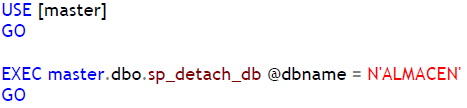 USE [master]
GO
EXEC master.dbo.sp_detach_db @dbname = N'ALMACEN'
GO